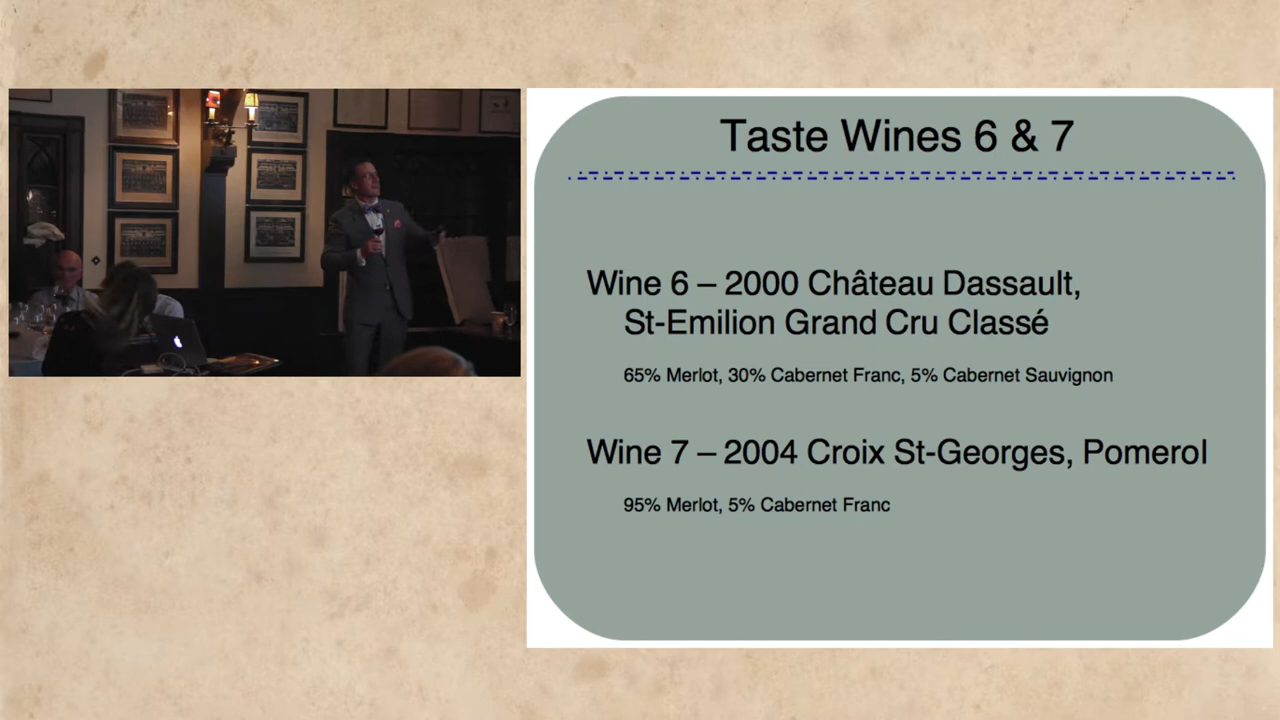 Taste Wines 6 & 7
Wine 6 – 2000 Château Dassault,
St-Emilion Grand Cru Classé
65% Merlot, 30% Cabernet Franc, 5% Cabernet Sauvignon
Wine 7 – 2004 Croix St-Georges, Pomerol
95% Merlot, 5% Cabernet Franc